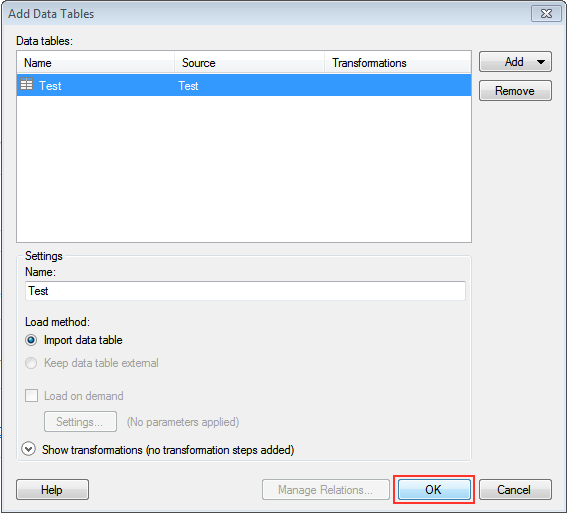 Add Data Tables
Data tables:
Name Source Transformations
Test Test
Add
Remove
Settings
Name:
Test
Load method:
Import data table
Keep data table external
Load on demand
Settings... (No parameters applied)
Show transformations (no transformation steps added)
Help Manage Relations... OK Cancel